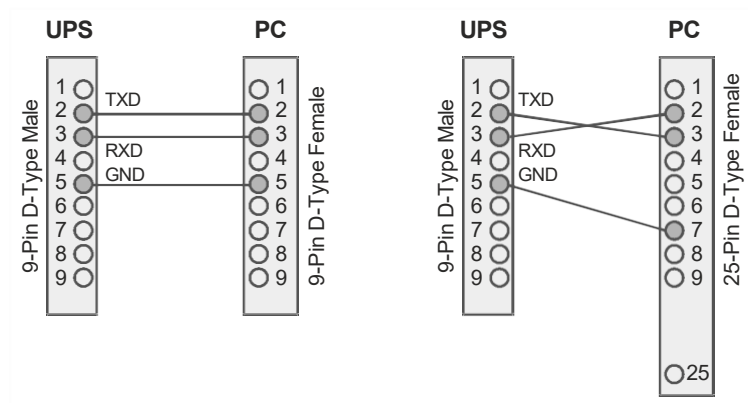 UPS
PC
9-Pin D-Type Male
1
2
3
4
5
6
7
8
9
TXD
RXD
GND
1
2
3
4
5
6
7
8
9
9-Pin D-Type Female
UPS
PC
9-Pin D-Type Male
1
2
3
4
5
6
7
8
9
TXD
RXD
GND
1
2
3
4
5
6
7
8
9
25
25-Pin D-Type Female